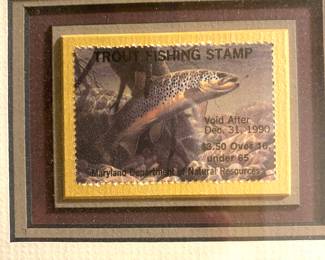 TROUT FISHING STAMP
Void After
Dec. 31, 1990
$3.50 Over 16,
under 65
Maryland Department of Natural Resources